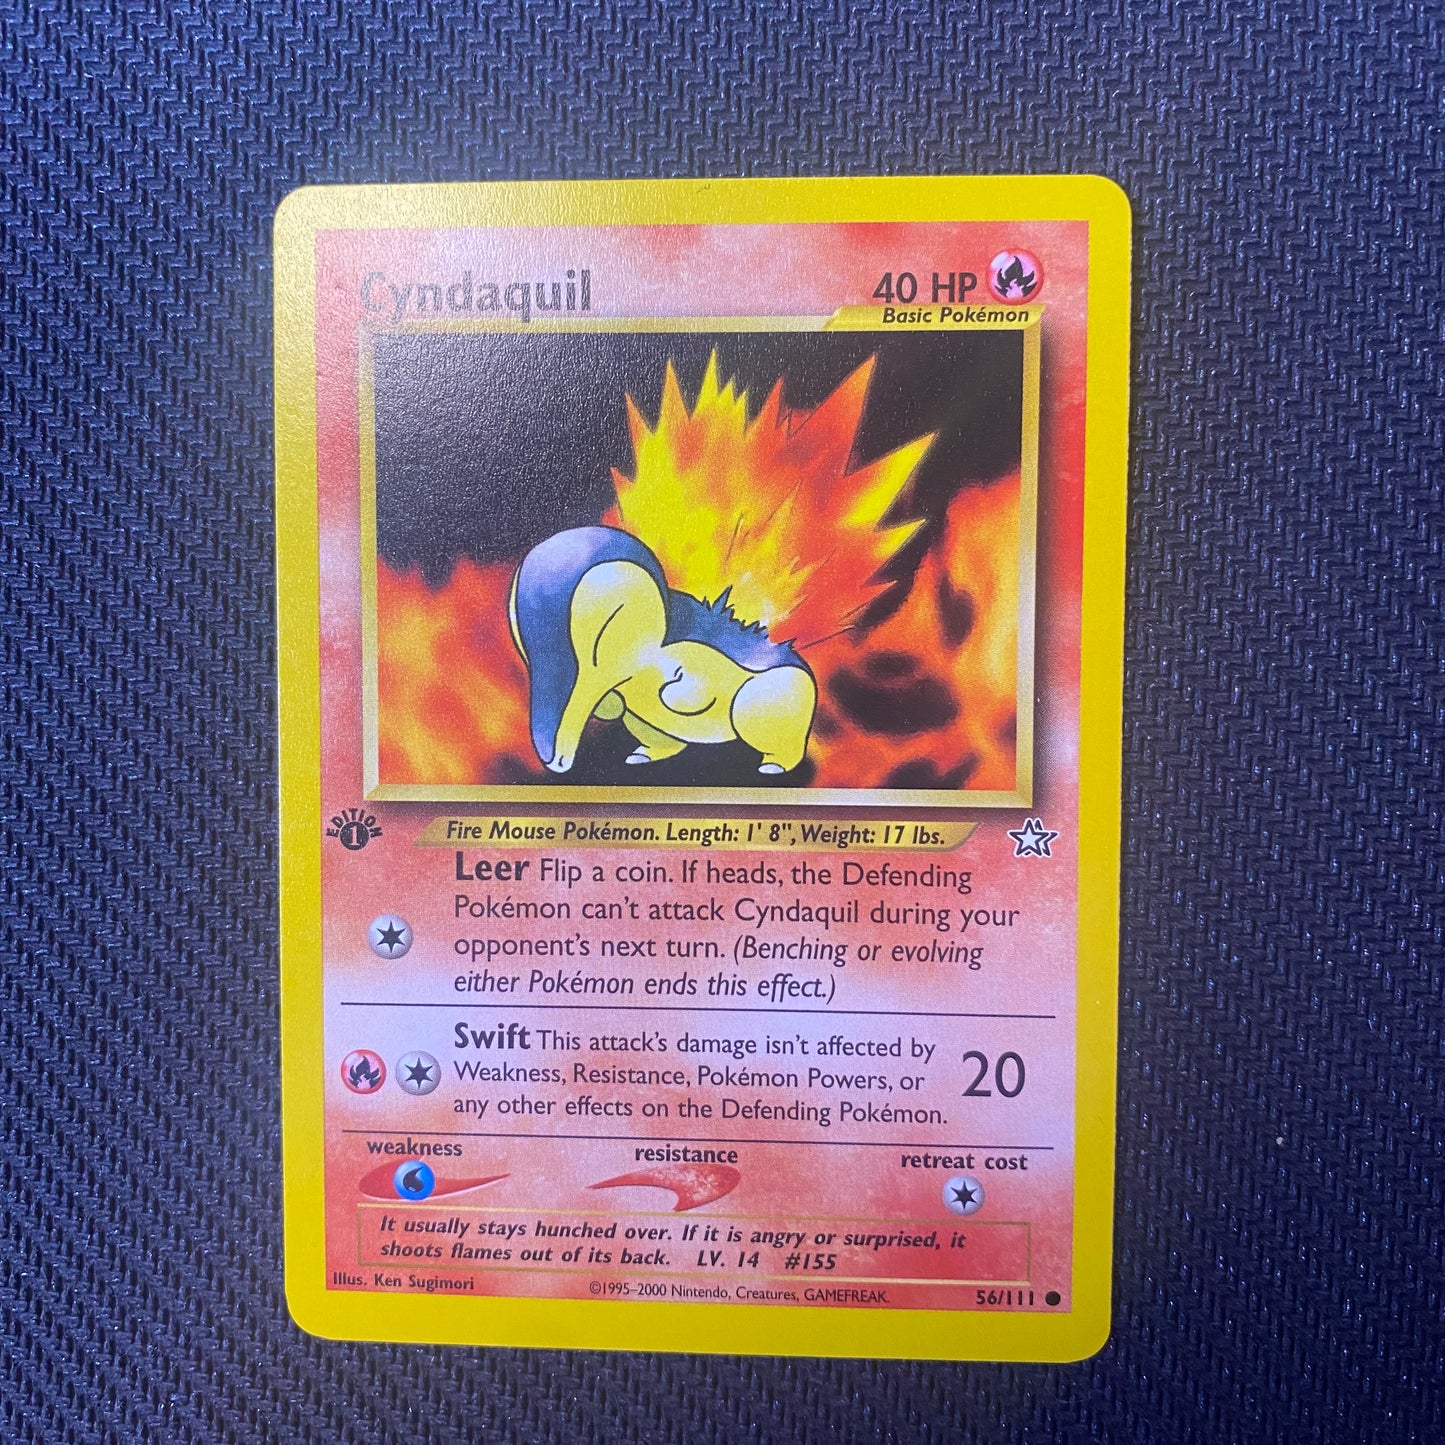 Cyndaquil
40 HP
Basic Pokémon
EDITION
1
Fire Mouse Pokémon. Length: 1' 8", Weight: 17 lbs.
Leer Flip a coin. If heads, the Defending
Pokémon can't attack Cyndaquil during your
opponent's next turn. (Benching or evolving
either Pokémon ends this effect.)
Swift This attack's damage isn't affected by
Weakness, Resistance, Pokémon Powers, or
any other effects on the Defending Pokémon.
20
weakness
resistance
retreat cost
It usually stays hunched over. If it is angry or surprised, it
shoots flames out of its back. LV. 14 #155
Illus. Ken Sugimori
©1995–2000 Nintendo, Creatures, GAMEFREAK.
56/111